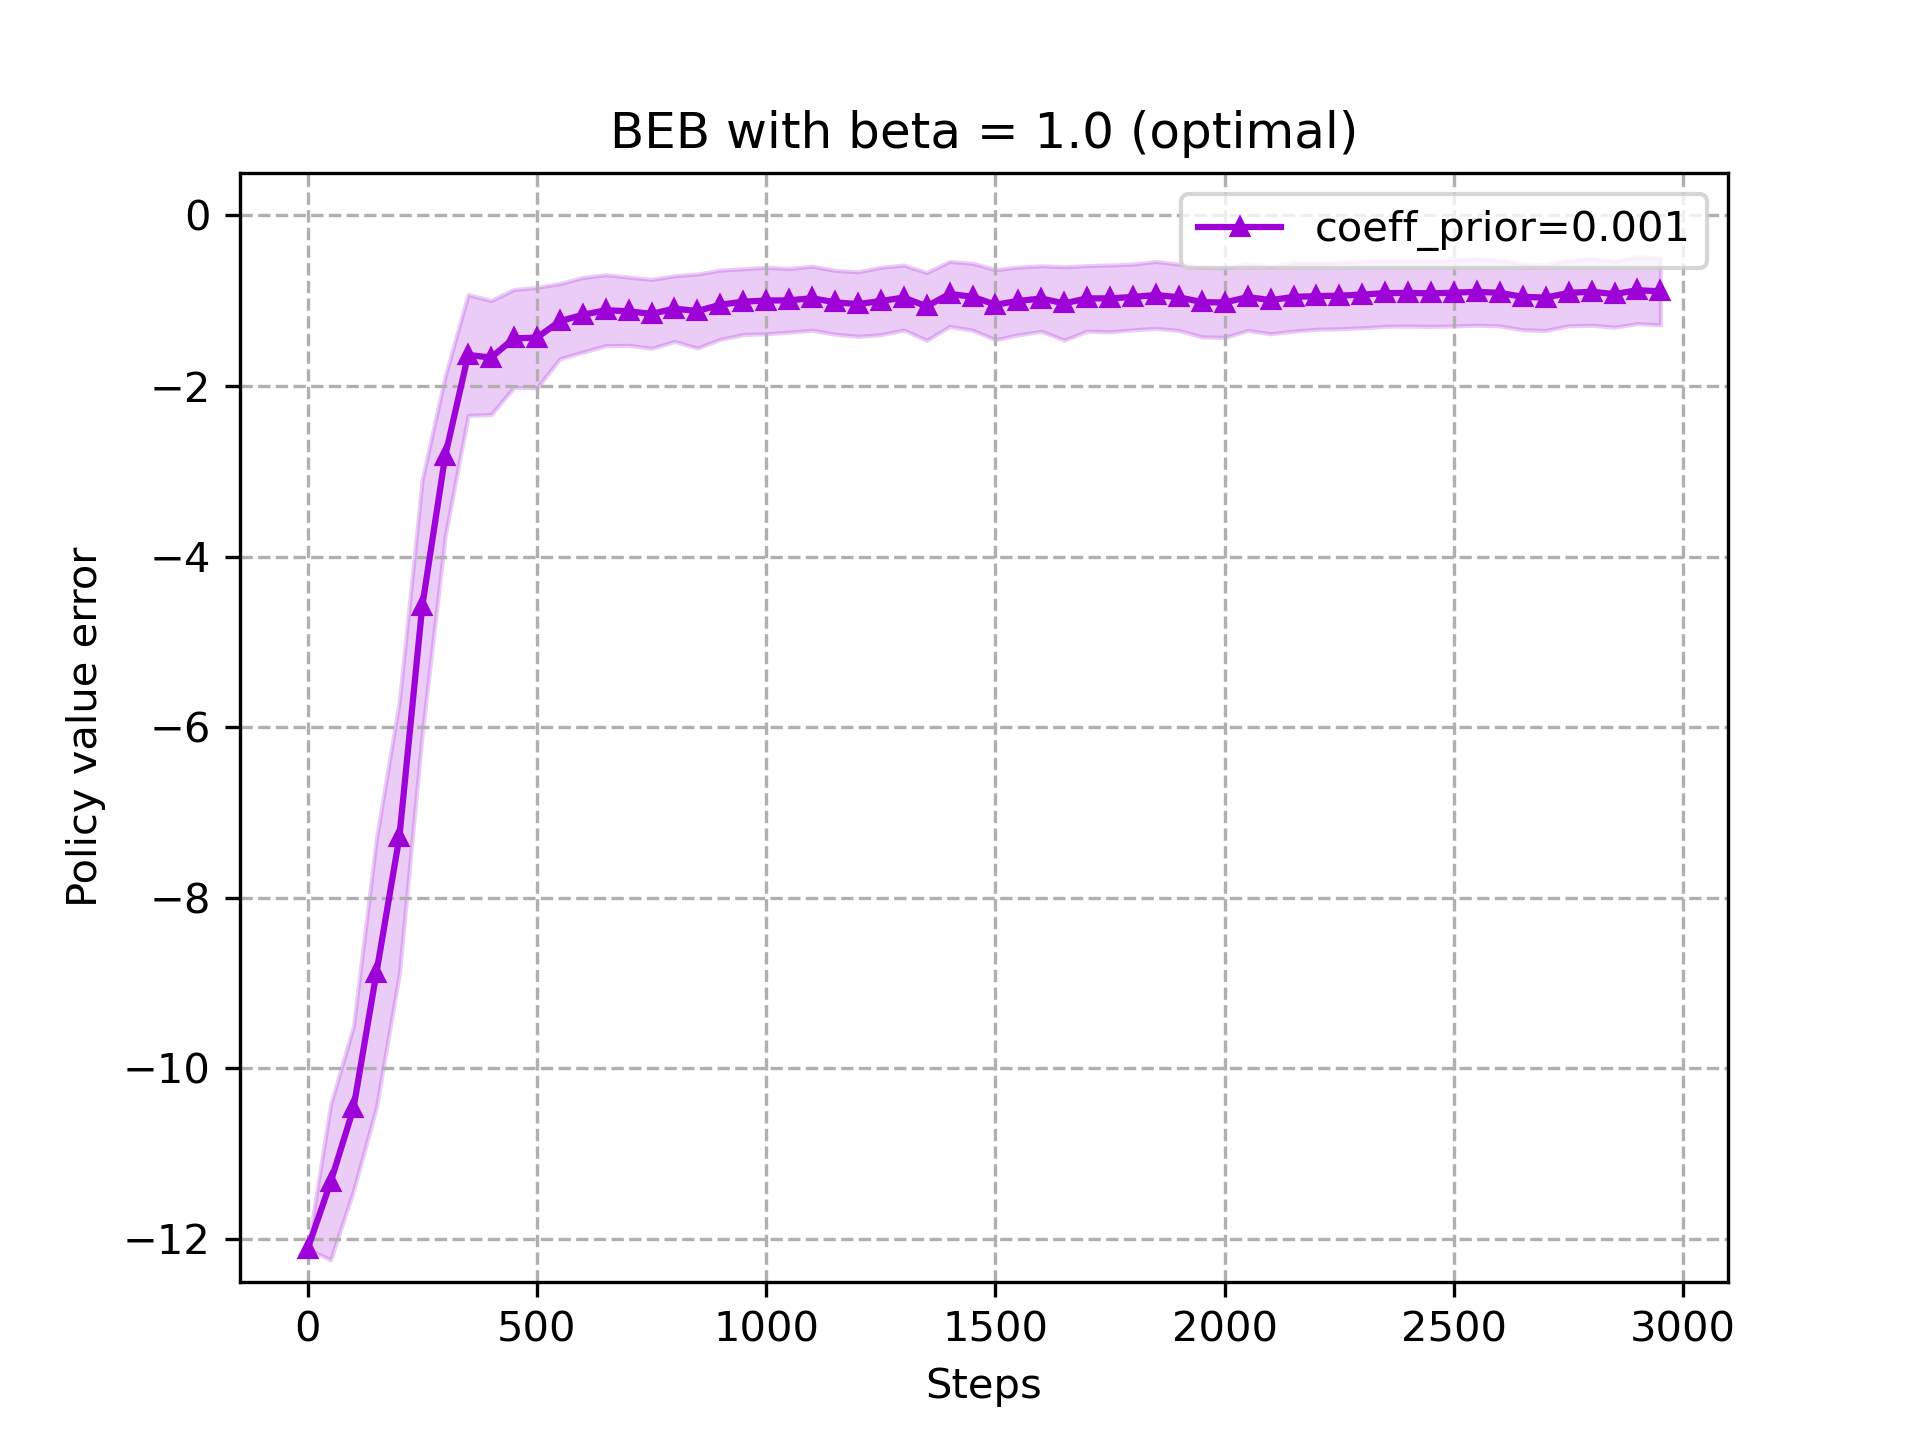 BEB with beta = 1.0 (optimal)
coeff_prior=0.001
0
−2
−4
−6
−8
−10
−12
Policy value error
0 500 1000 1500 2000 2500 3000
Steps